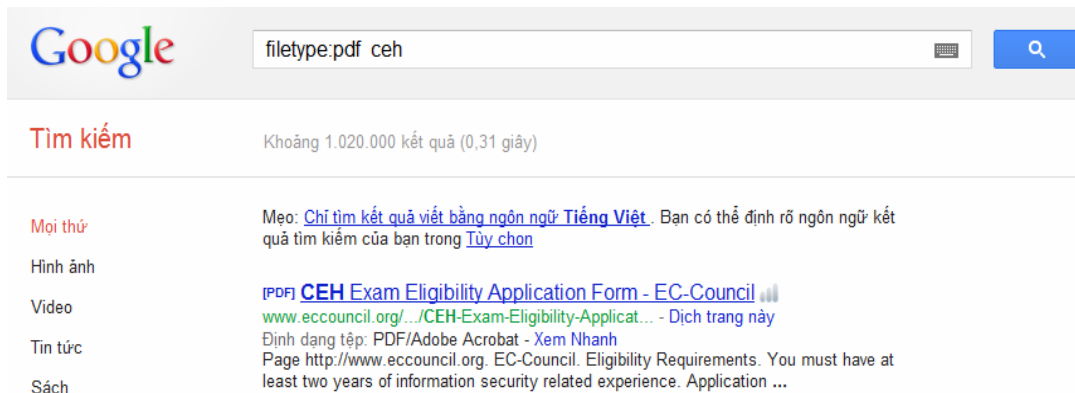 Google
filetype:pdf ceh
Tìm kiếm
Khoảng 1.020.000 kết quả (0,31 giây)
Mọi thứ
Hình ảnh
Video
Tin tức
Sách
Mẹo: Chỉ tìm kết quả viết bằng ngôn ngữ Tiếng Việt . Bạn có thể định rõ ngôn ngữ kết
quả tìm kiếm của bạn trong Tùy chon
[PDF] CEH Exam Eligibility Application Form - EC-Council
www.eccouncil.org/.../CEH-Exam-Eligibility-Applicat... - Dịch trang này
Định dạng tệp: PDF/Adobe Acrobat - Xem Nhanh
Page http://www.eccouncil.org. EC-Council. Eligibility Requirements. You must have at
least two years of information security related experience. Application ...